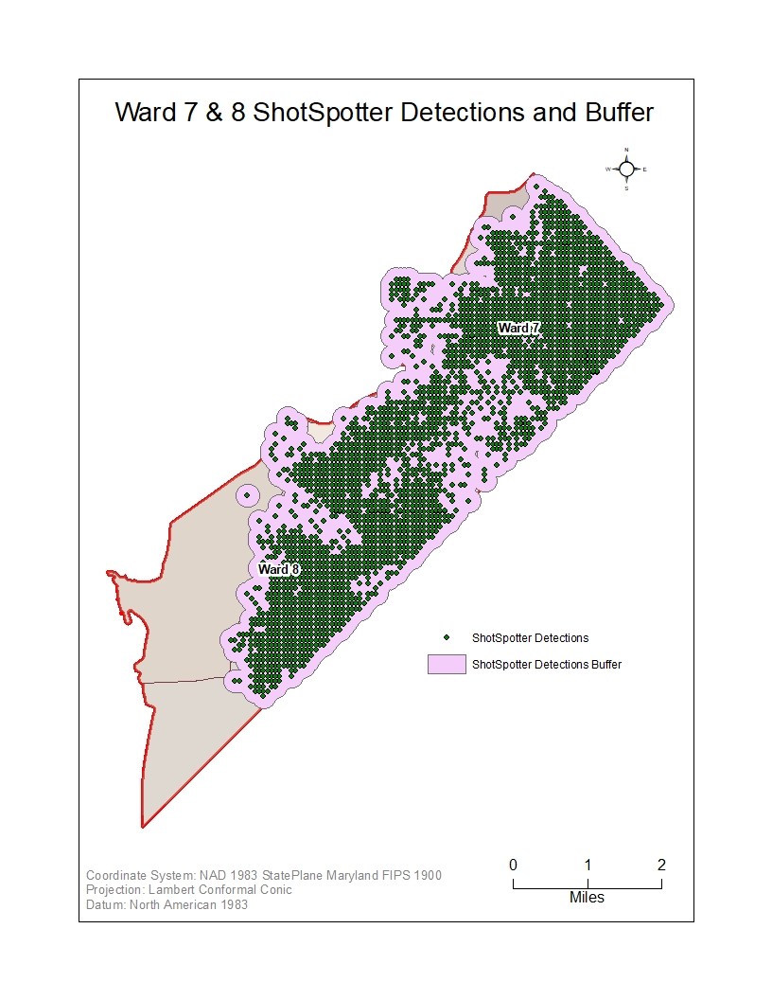 Ward 7 & 8 ShotSpotter Detections and Buffer
N
W E
S
Ward 7
Ward 8
ShotSpotter Detections
ShotSpotter Detections Buffer
0 1 2
Miles
Coordinate System: NAD 1983 StatePlane Maryland FIPS 1900
Projection: Lambert Conformal Conic
Datum: North American 1983